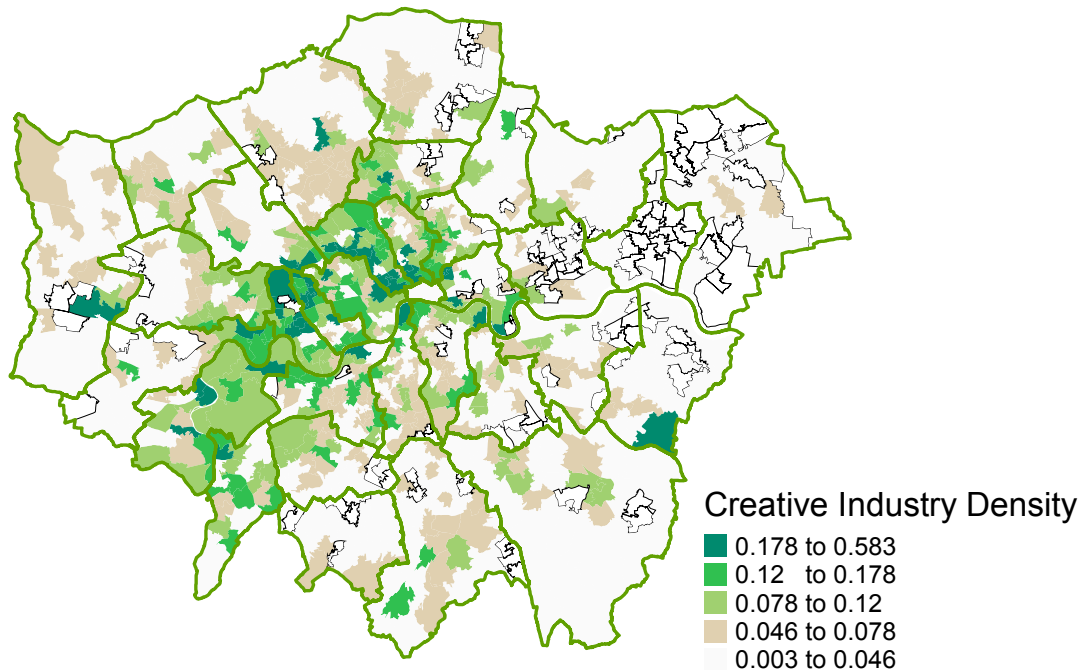 Creative Industry Density
0.178 to 0.583
0.12 to 0.178
0.078 to 0.12
0.046 to 0.078
0.003 to 0.046